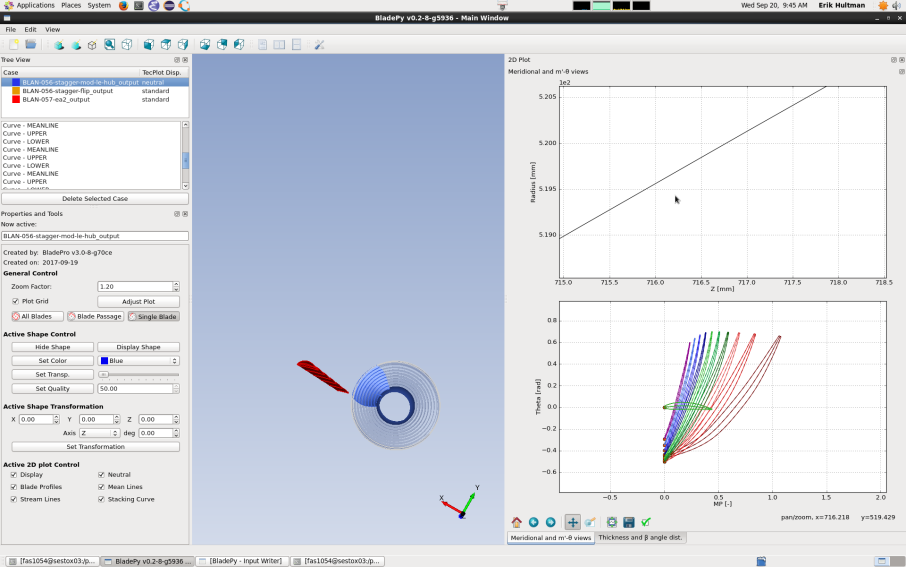 Applications Places System
Wed Sep 20, 9:45 AM Erik Hultman
BladePy v0.2-8-g5936 - Main Window
File Edit View
Tree View
Case TecPlot Disp.
BLAN-056-stagger-mod-le-hub_output neutral
BLAN-056-stagger-flip_output standard
BLAN-057-ea2_output standard
Curve - MEANLINE
Curve - UPPER
Curve - LOWER
Curve - MEANLINE
Curve - UPPER
Curve - LOWER
Curve - MEANLINE
Curve - UPPER
Curve - LOWER
Delete Selected Case
Properties and Tools
Now active:
BLAN-056-stagger-mod-le-hub_output
Created by: BladePro v3.0-8-g70ce
Created on: 2017-09-19
General Control
Zoom Factor: 1.20
Plot Grid Adjust Plot
All Blades Blade Passage Single Blade
Active Shape Control
Hide Shape Display Shape
Set Color Blue
Set Transp.
Set Quality 50.00
Active Shape Transformation
X 0.00 Y 0.00 Z 0.00
Axis Z deg 0.00
Set Transformation
Active 2D plot Control
Display Neutral
Blade Profiles Mean Lines
Stream Lines Stacking Curve
X Y
2D Plot
Meridional and m'-θ views
1e2
5.205
5.200
5.195
5.190
Radius [mm]
715.0 715.5 716.0 716.5 717.0 717.5 718.0 718.5
Z [mm]
0.8
0.6
0.4
0.2
0.0
−0.2
−0.4
−0.6
Theta [rad]
−0.5 0.0 0.5 1.0 1.5 2.0
MP [-]
pan/zoom, x=716.218 y=519.429
Meridional and m'-θ views Thickness and β angle dist.
[fas1054@sestox03:/p... BladePy v0.2-8-g5936 ... [BladePy - Input Writer] [fas1054@sestox03:/p...